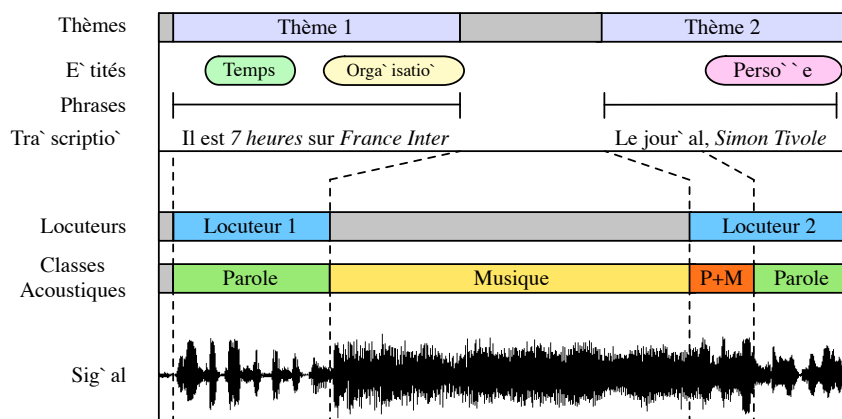 Thèmes Thème 1 Thème 2
E` tités Temps Orga` isatio` Perso` ` e
Phrases
Tra` scriptio` Il est 7 heures sur France Inter Le jour` al, Simon Tivole
Locuteurs Locuteur 1 Locuteur 2
Classes
Acoustiques Parole Musique P+M Parole
Sig` al